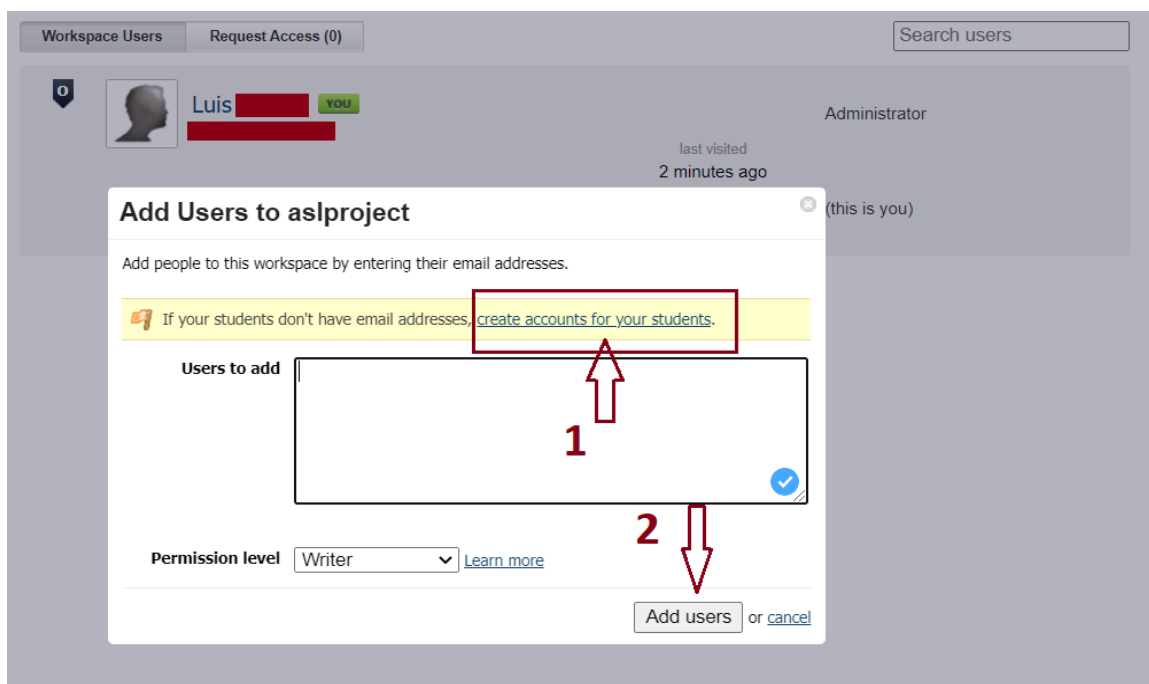 Workspace Users Request Access (0) Search users
0
Luis YOU
Administrator
last visited
2 minutes ago
(this is you)
Add Users to aslproject
Add people to this workspace by entering their email addresses.
If your students don't have email addresses, create accounts for your students.
Users to add
1
2
Permission level Writer Learn more
Add users or cancel